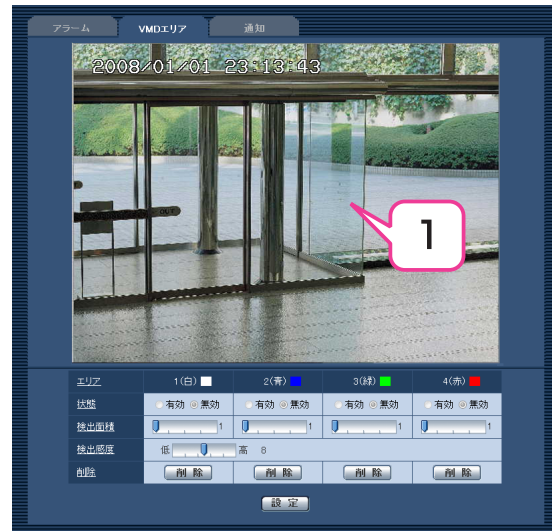 アラーム VMDエリア 通知
2008/01/01 23:13:43
OUT
1
エリア 1(白) 2(青) 3(緑) 4(赤)
状態 有効 無効 有効 無効 有効 無効 有効 無効
検出面積 1 1 1 1
検出感度 低 高 8
削除 削除 削除 削除 削除
設定